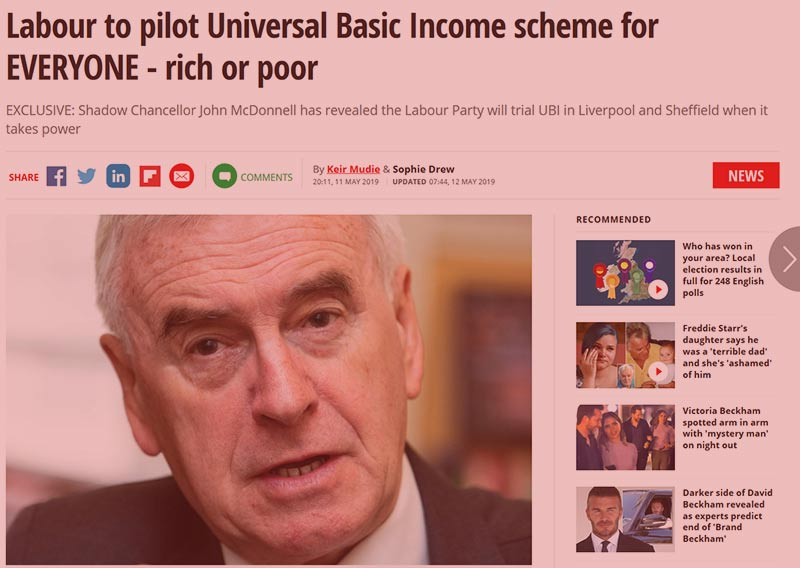 Labour to pilot Universal Basic Income scheme for
EVERYONE - rich or poor
EXCLUSIVE: Shadow Chancellor John McDonnell has revealed the Labour Party will trial UBI in Liverpool and Sheffield when it
takes power
SHARE
COMMENTS
By Keir Mudie & Sophie Drew
20:11, 11 MAY 2019 | UPDATED 07:44, 12 MAY 2019
NEWS
RECOMMENDED
Who has won in
your area? Local
election results in
full for 248 English
polls
Freddie Starr's
daughter says he
was a 'terrible dad'
and she's 'ashamed'
of him
Victoria Beckham
spotted arm in arm
with 'mystery man'
on night out
Darker side of David
Beckham revealed
as experts predict
end of 'Brand
Beckham'